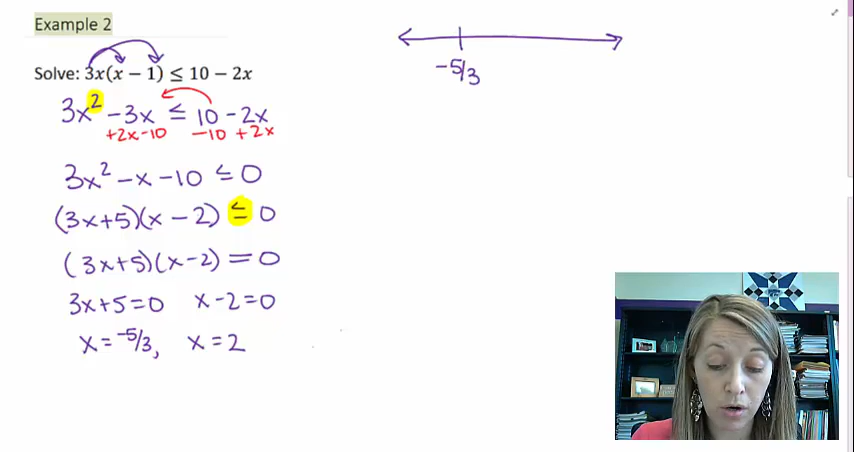 Example 2
Solve: 3x(x − 1) ≤ 10 − 2x
3x² − 3x ≤ 10 − 2x
+2x −10 −10 +2x
3x² − x − 10 ≤ 0
(3x+5)(x − 2) ≤ 0
(3x+5)(x−2) = 0
3x+5=0 x−2=0
x = −5/3, x = 2
−5/3